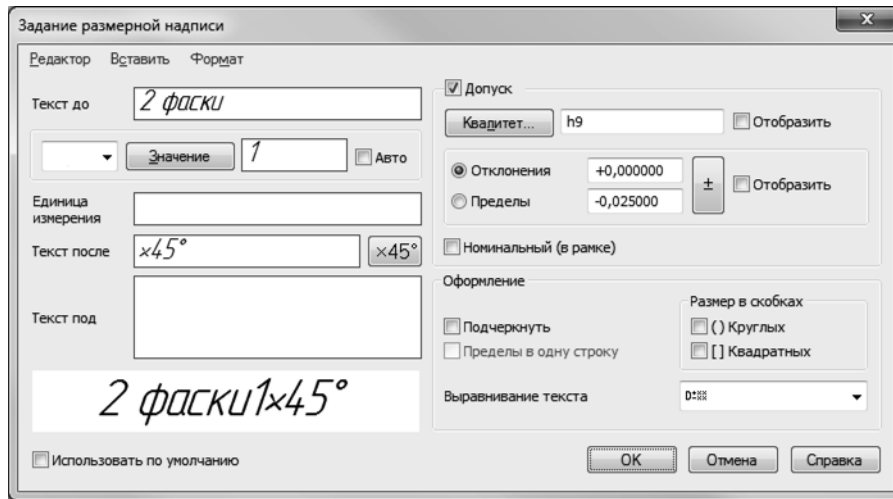 Задание размерной надписи
x
Редактор Вставить Формат
Текст до 2 фаски
Значение 1 Авто
Единица
измерения
Текст после ×45° ×45°
Текст под
2 фаски1×45°
Использовать по умолчанию
Допуск
Квалитет... h9 Отобразить
Отклонения +0,000000 ± Отобразить
Пределы -0,025000
Номинальный (в рамке)
Оформление
Подчеркнуть
Пределы в одну строку
Размер в скобках
( ) Круглых
[ ] Квадратных
Выравнивание текста
OK Отмена Справка